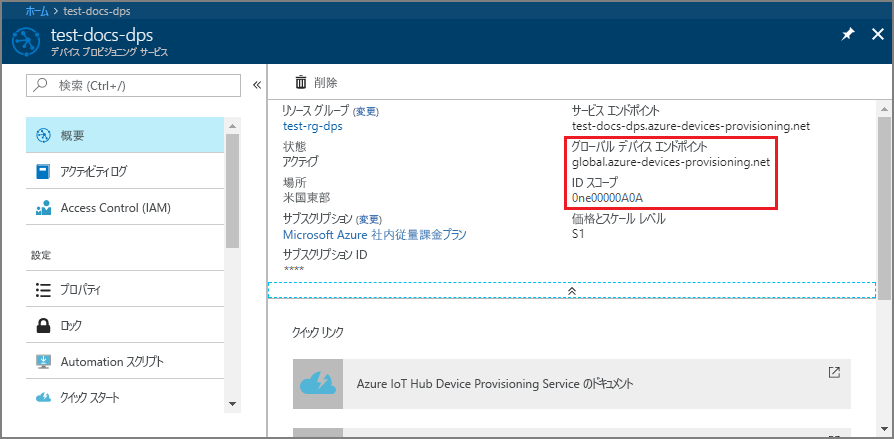 ホーム > test-docs-dps
test-docs-dps
デバイス プロビジョニング サービス
検索 (Ctrl+/)
概要
アクティビティ ログ
Access Control (IAM)
設定
プロパティ
ロック
Automation スクリプト
クイック スタート
削除
リソース グループ (変更)
test-rg-dps
状態
アクティブ
場所
米国東部
サブスクリプション (変更)
Microsoft Azure 社内従量課金プラン
サブスクリプション ID
****
サービス エンドポイント
test-docs-dps.azure-devices-provisioning.net
グローバル デバイス エンドポイント
global.azure-devices-provisioning.net
ID スコープ
0ne00000A0A
価格とスケール レベル
S1
クイック リンク
Azure IoT Hub Device Provisioning Service のドキュメント